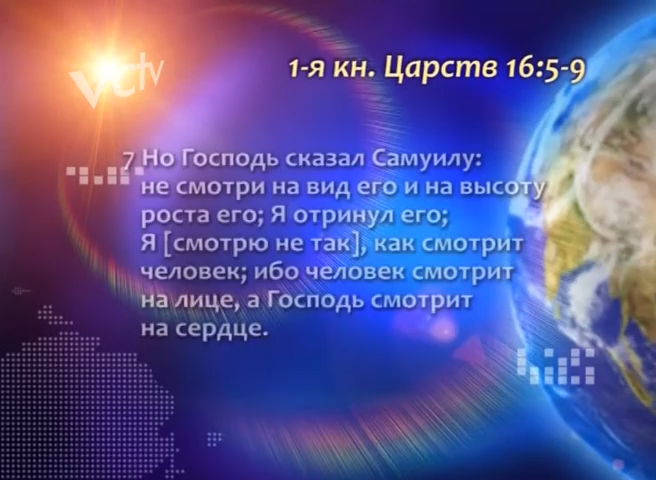 vctv
1-я кн. Царств 16:5-9
7 Но Господь сказал Самуилу:
не смотри на вид его и на высоту
роста его; Я отринул его;
Я [смотрю не так], как смотрит
человек; ибо человек смотрит
на лице, а Господь смотрит
на сердце.